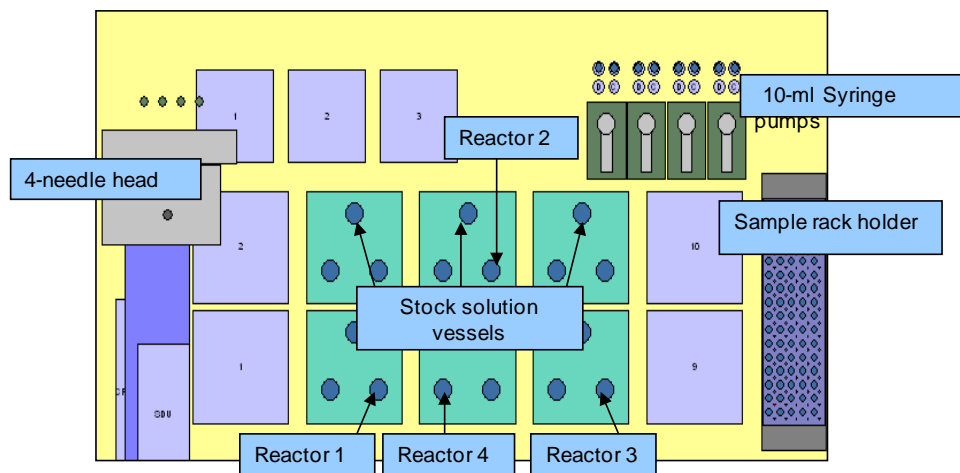 D C D C D C D C
10-ml Syringe
pumps
1
2
3
Reactor 2
4-needle head
Sample rack holder
2
10
Stock solution
vessels
1
9
SDU
Reactor 1
Reactor 4
Reactor 3